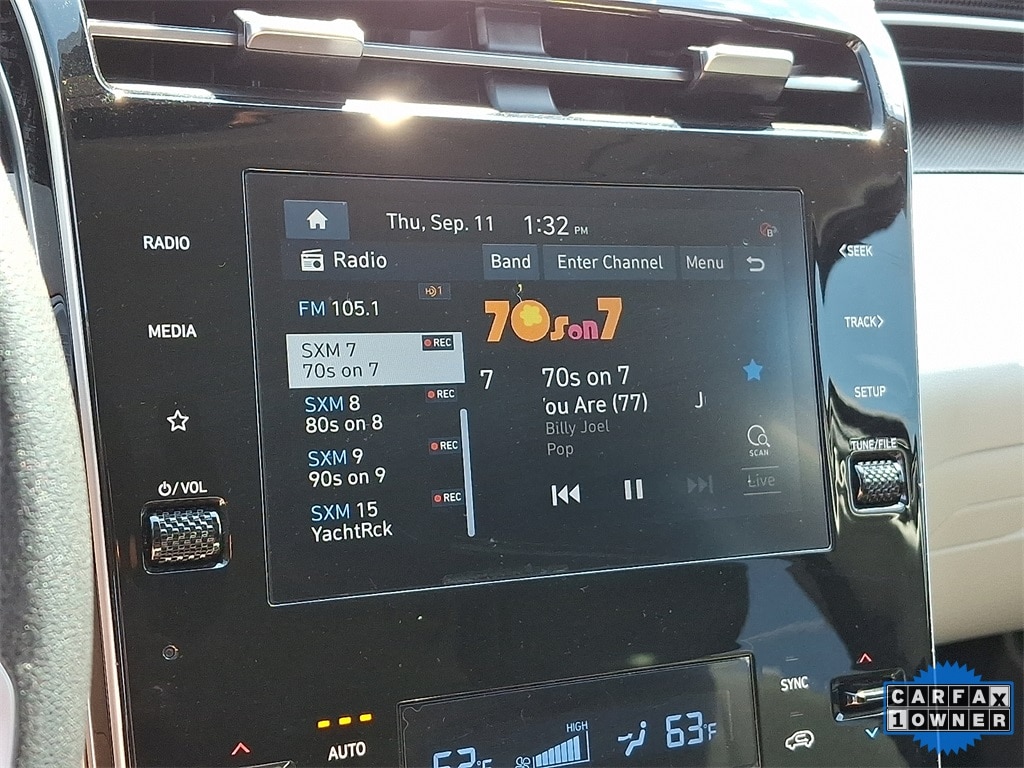 Thu, Sep. 11 1:32 PM
Radio Band Enter Channel Menu
RADIO
MEDIA
⏻/VOL
FM 105.1
HD 1
SXM 7 REC
70s on 7
SXM 8 REC
80s on 8
SXM 9 REC
90s on 9
SXM 15 REC
YachtRck
70s on 7
7 70s on 7
'ou Are (77) J
Billy Joel
Pop
SCAN
Live
<SEEK
TRACK>
SETUP
TUNE/FILE
AUTO
HIGH
63°F
SYNC
CARFAX
1 OWNER